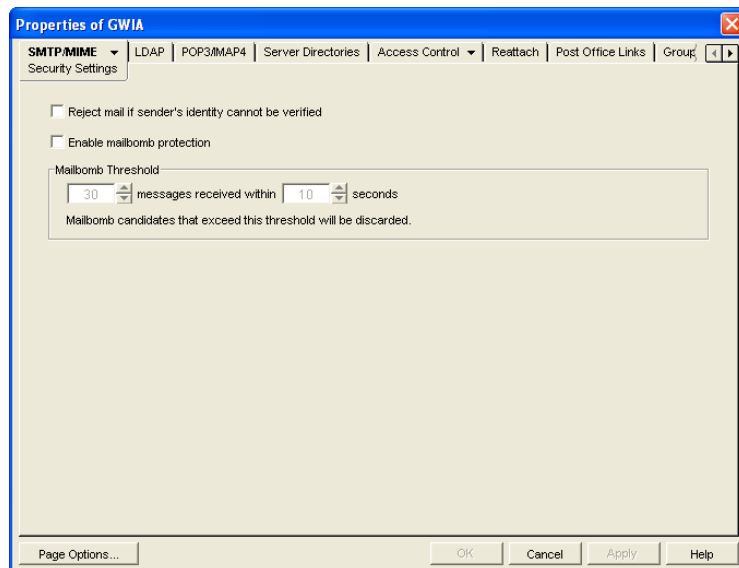 Properties of GWIA
SMTP/MIME LDAP POP3/IMAP4 Server Directories Access Control Reattach Post Office Links Group
Security Settings
Reject mail if sender's identity cannot be verified
Enable mailbomb protection
Mailbomb Threshold
30 messages received within 10 seconds
Mailbomb candidates that exceed this threshold will be discarded.
Page Options... OK Cancel Apply Help